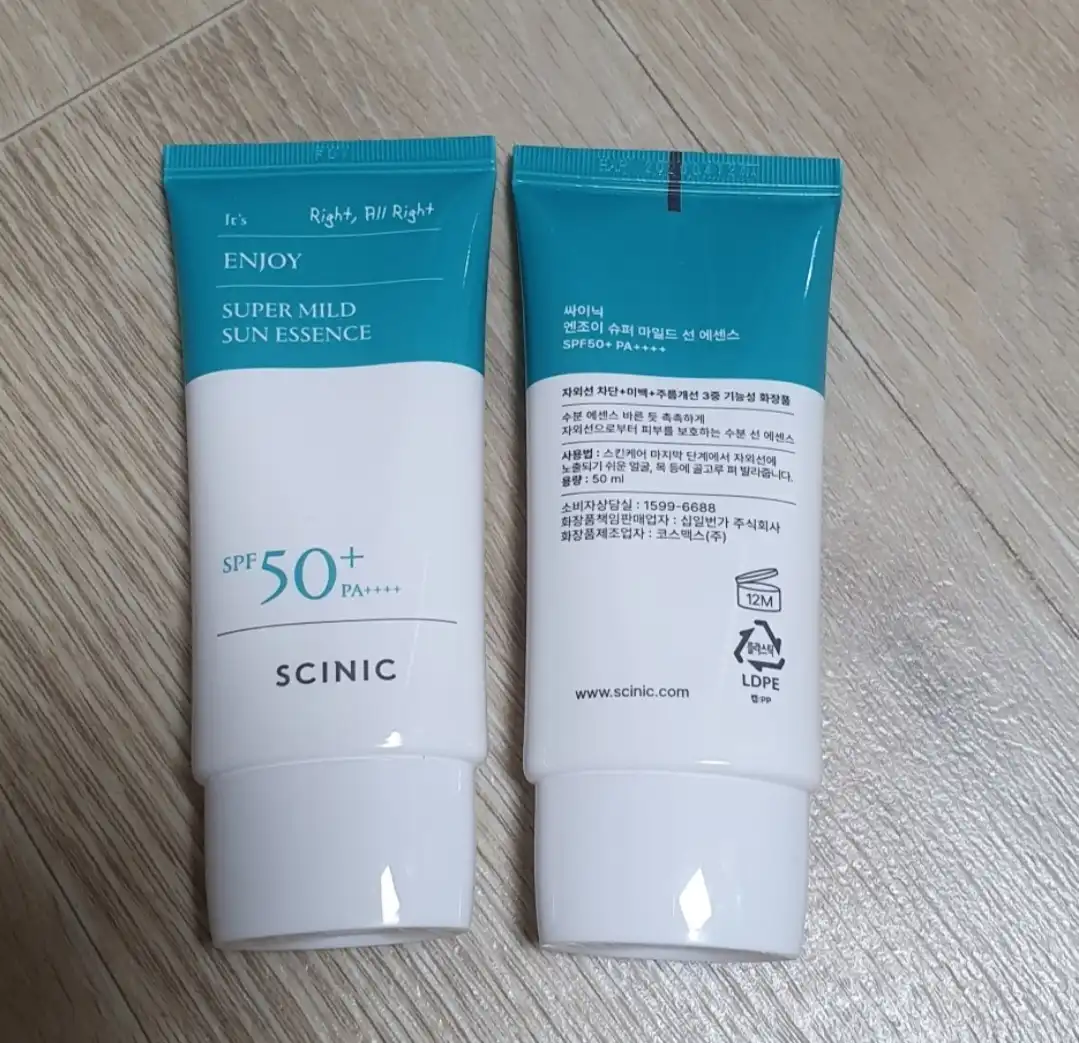 It's Right, All Right
ENJOY
SUPER MILD
SUN ESSENCE
SPF 50+
PA++++
SCINIC
싸이닉
엔조이 슈퍼 마일드 선 에센스
SPF50+ PA++++
자외선 차단+미백+주름개선 3중 기능성 화장품
수분 에센스 바른 듯 촉촉하게
자외선으로부터 피부를 보호하는 수분 선 에센스
사용법 : 스킨케어 마지막 단계에서 자외선에
노출되기 쉬운 얼굴, 목 등에 골고루 펴 발라줍니다.
용량 : 50 ml
소비자상담실 : 1599-6688
화장품책임판매업자 : 십일번가 주식회사
화장품제조업자 : 코스맥스(주)
12M
플라스틱
LDPE
캡:PP
www.scinic.com